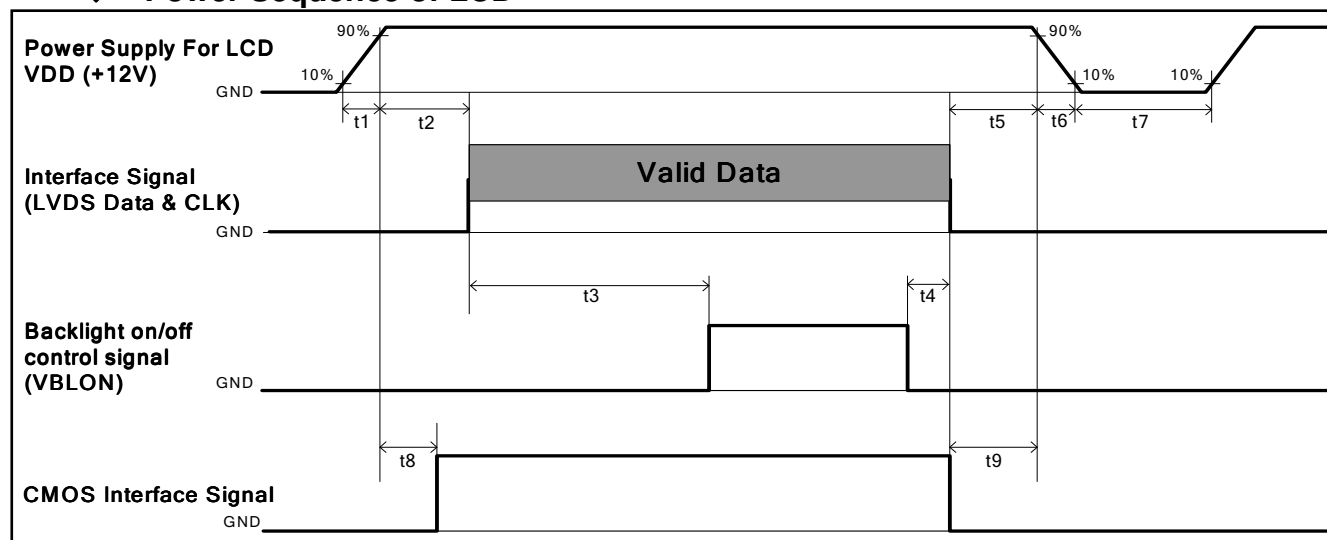 Power Sequence of LCD
Power Supply For LCD
VDD (+12V)
90%
90%
10%
10%
10%
GND
t1
t2
t5
t6
t7
Valid Data
Interface Signal
(LVDS Data & CLK)
GND
t3
t4
Backlight on/off
control signal
(VBLON)
GND
t8
t9
CMOS Interface Signal
GND